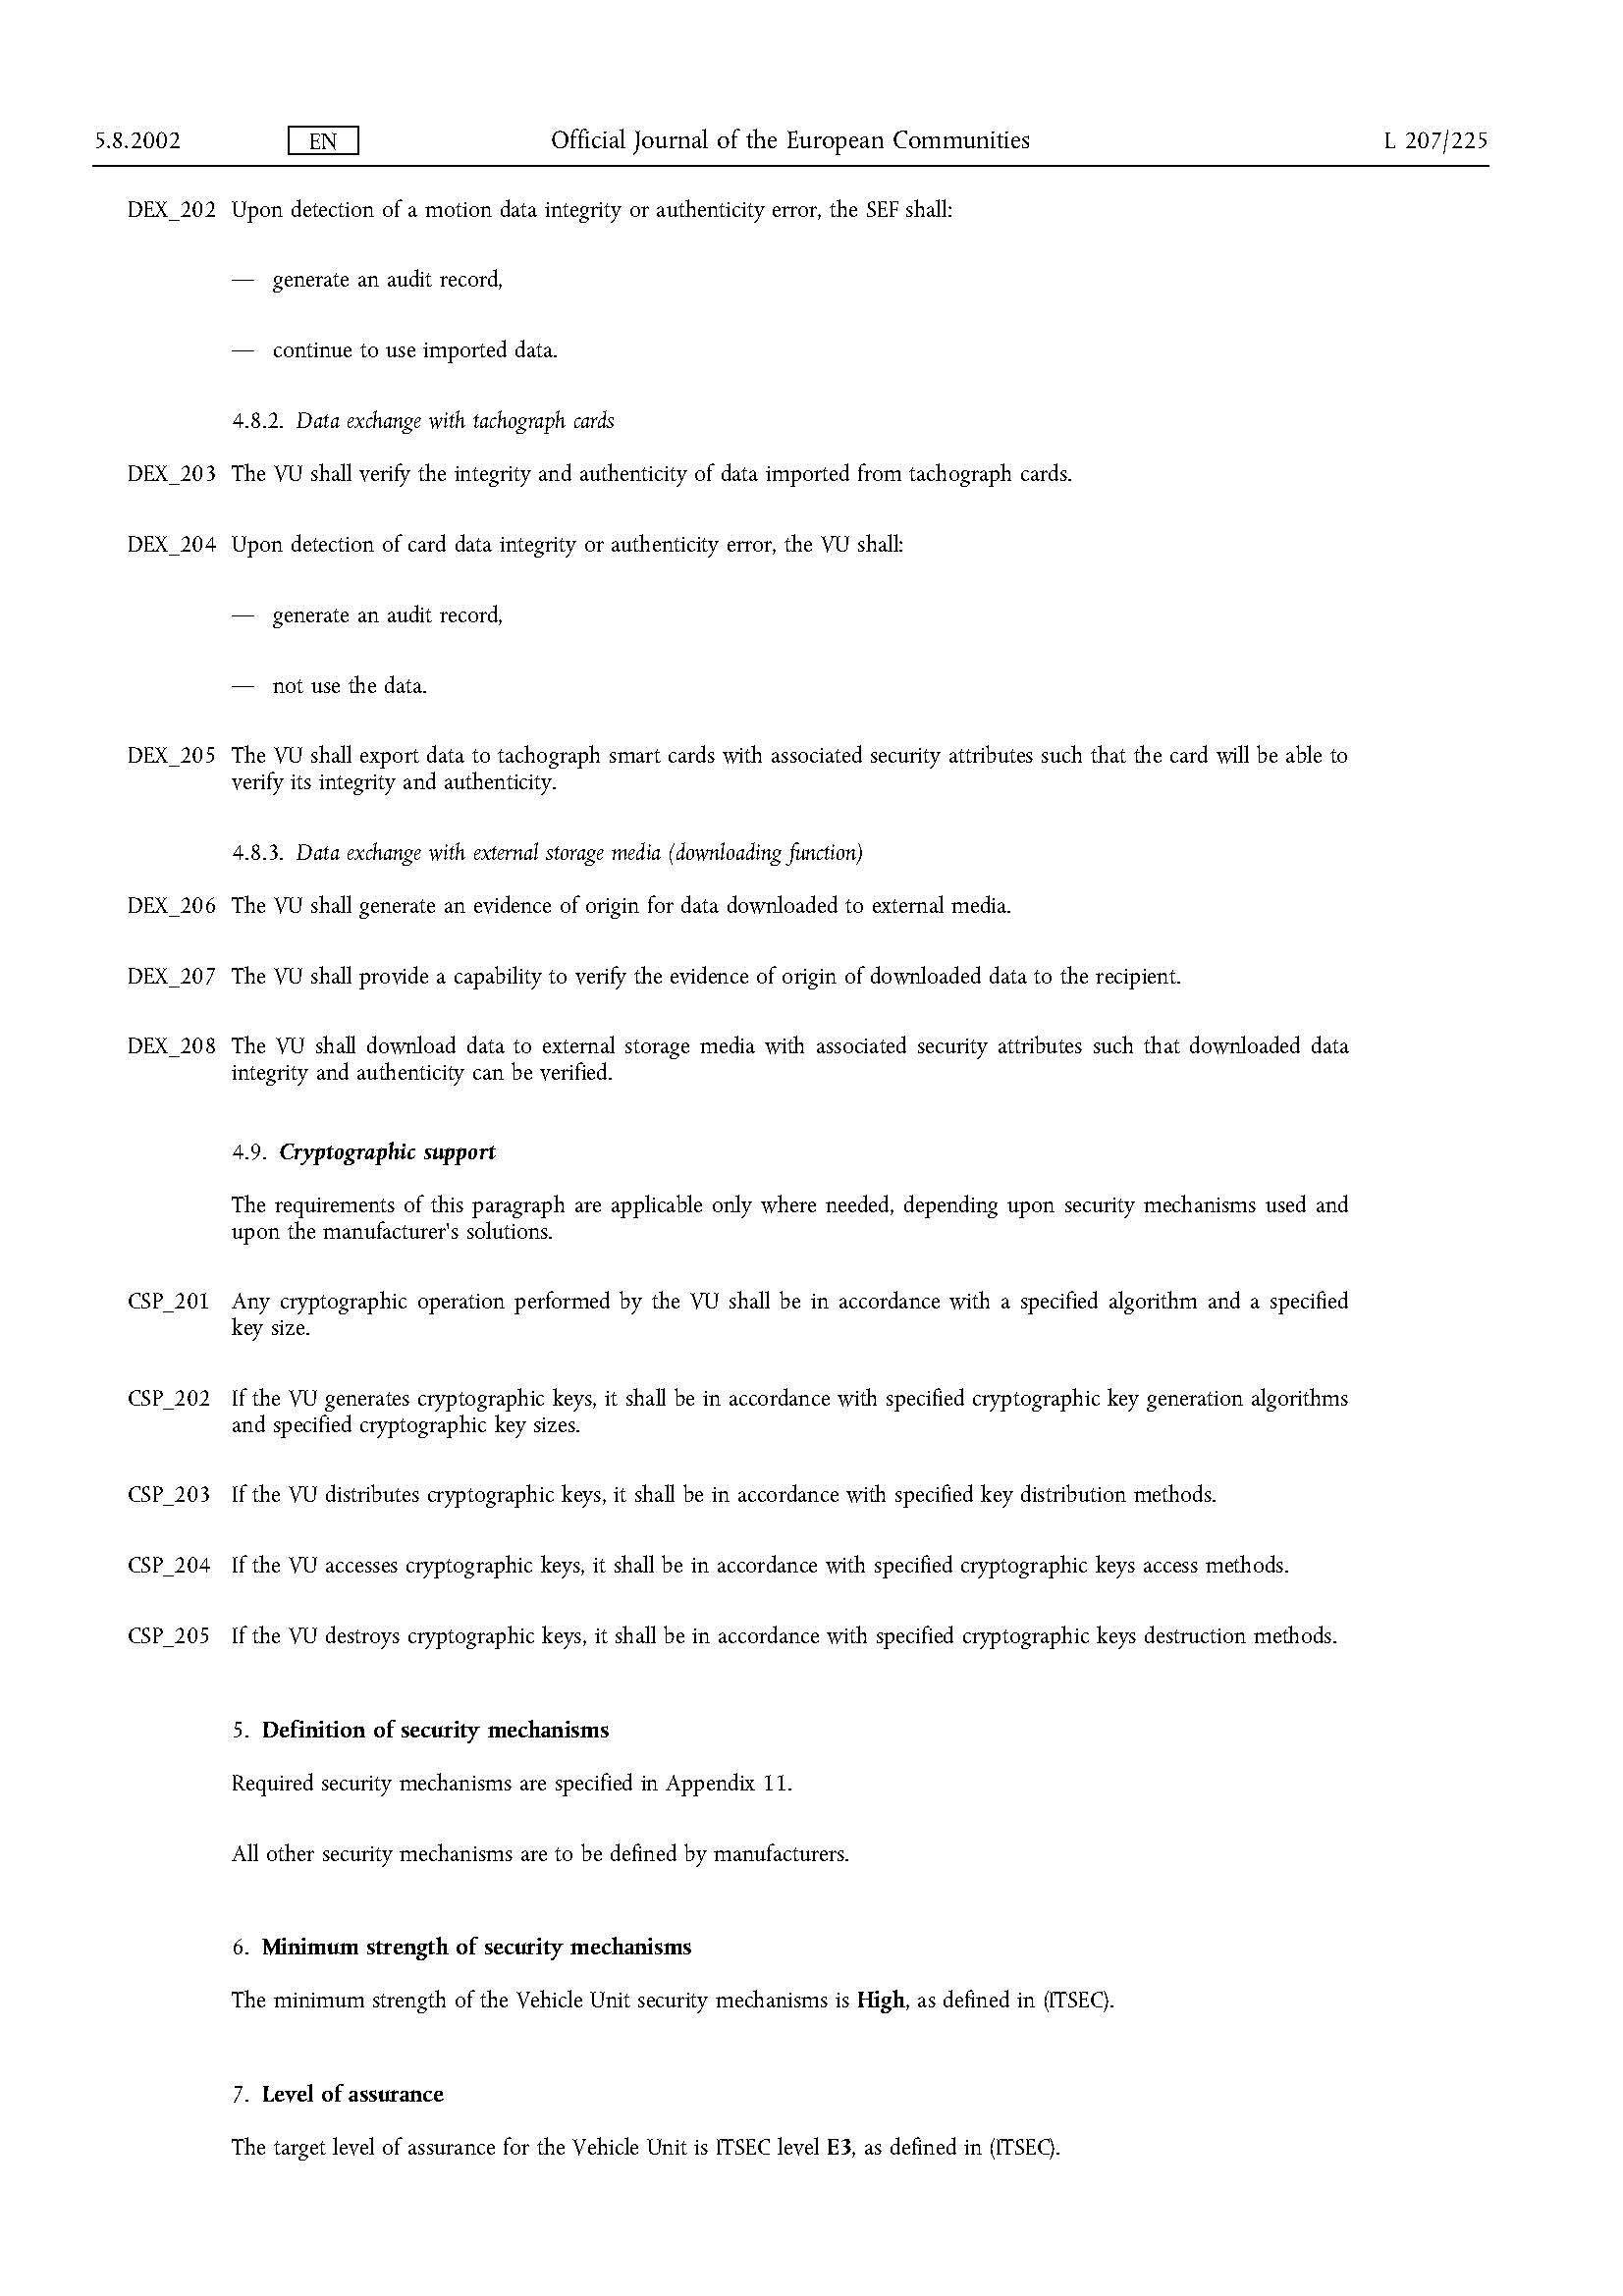 5.8.2002 EN Official Journal of the European Communities L 207/225
DEX_202 Upon detection of a motion data integrity or authenticity error, the SEF shall:
— generate an audit record,
— continue to use imported data.
4.8.2. Data exchange with tachograph cards
DEX_203 The VU shall verify the integrity and authenticity of data imported from tachograph cards.
DEX_204 Upon detection of card data integrity or authenticity error, the VU shall:
— generate an audit record,
— not use the data.
DEX_205 The VU shall export data to tachograph smart cards with associated security attributes such that the card will be able to
verify its integrity and authenticity.
4.8.3. Data exchange with external storage media (downloading function)
DEX_206 The VU shall generate an evidence of origin for data downloaded to external media.
DEX_207 The VU shall provide a capability to verify the evidence of origin of downloaded data to the recipient.
DEX_208 The VU shall download data to external storage media with associated security attributes such that downloaded data
integrity and authenticity can be verified.
4.9. Cryptographic support
The requirements of this paragraph are applicable only where needed, depending upon security mechanisms used and
upon the manufacturer's solutions.
CSP_201 Any cryptographic operation performed by the VU shall be in accordance with a specified algorithm and a specified
key size.
CSP_202 If the VU generates cryptographic keys, it shall be in accordance with specified cryptographic key generation algorithms
and specified cryptographic key sizes.
CSP_203 If the VU distributes cryptographic keys, it shall be in accordance with specified key distribution methods.
CSP_204 If the VU accesses cryptographic keys, it shall be in accordance with specified cryptographic keys access methods.
CSP_205 If the VU destroys cryptographic keys, it shall be in accordance with specified cryptographic keys destruction methods.
5. Definition of security mechanisms
Required security mechanisms are specified in Appendix 11.
All other security mechanisms are to be defined by manufacturers.
6. Minimum strength of security mechanisms
The minimum strength of the Vehicle Unit security mechanisms is High, as defined in (ITSEC).
7. Level of assurance
The target level of assurance for the Vehicle Unit is ITSEC level E3, as defined in (ITSEC).